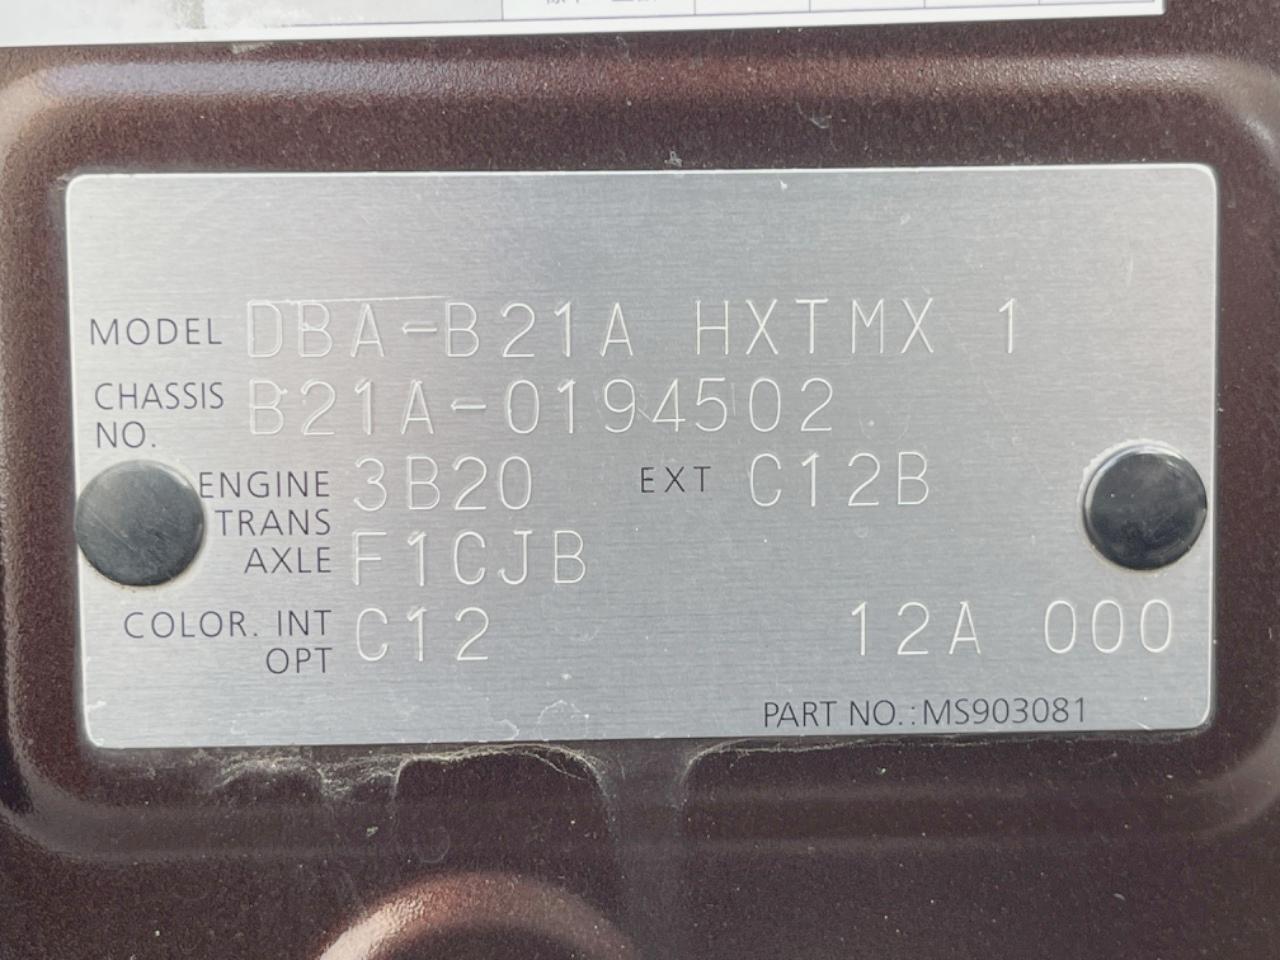 MODEL DBA-B21A HXTMX 1
CHASSIS NO. B21A-0194502
ENGINE 3B20 EXT C12B
TRANS AXLE F1CJB
COLOR. INT OPT C12 12A 000
PART NO.: MS903081